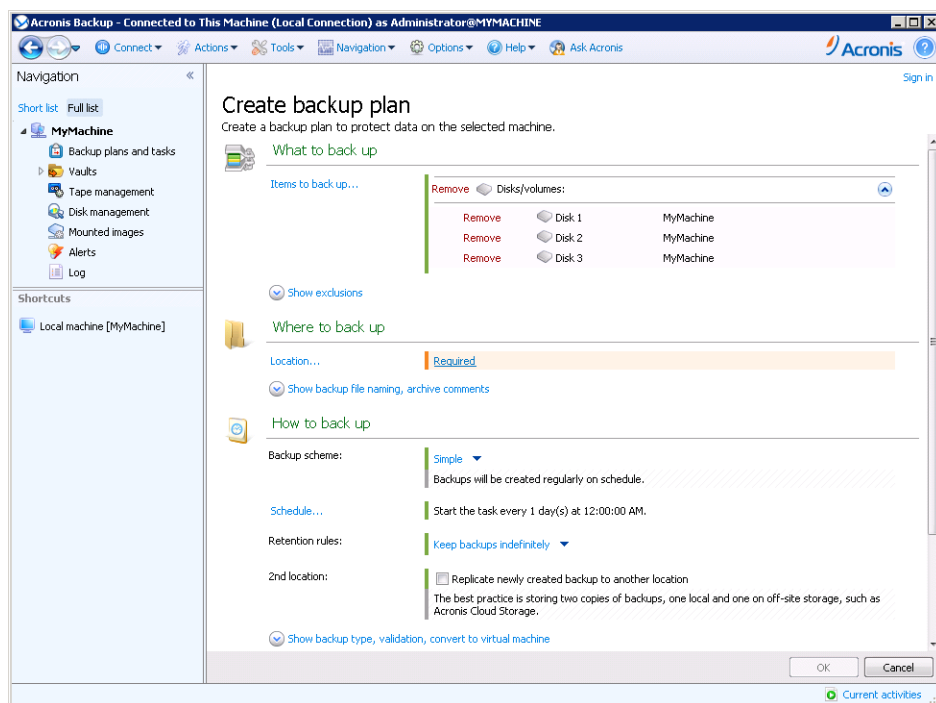 Acronis Backup - Connected to This Machine (Local Connection) as Administrator@MYMACHINE
Connect Actions Tools Navigation Options Help Ask Acronis Acronis
Navigation
Short list Full list
MyMachine
Backup plans and tasks
Vaults
Tape management
Disk management
Mounted images
Alerts
Log
Shortcuts
Local machine [MyMachine]
Sign in
Create backup plan
Create a backup plan to protect data on the selected machine.
What to back up
Items to back up... Remove Disks/volumes:
Remove Disk 1 MyMachine
Remove Disk 2 MyMachine
Remove Disk 3 MyMachine
Show exclusions
Where to back up
Location... Required
Show backup file naming, archive comments
How to back up
Backup scheme: Simple
Backups will be created regularly on schedule.
Schedule... Start the task every 1 day(s) at 12:00:00 AM.
Retention rules: Keep backups indefinitely
2nd location: Replicate newly created backup to another location
The best practice is storing two copies of backups, one local and one on off-site storage, such as
Acronis Cloud Storage.
Show backup type, validation, convert to virtual machine
OK Cancel
Current activities